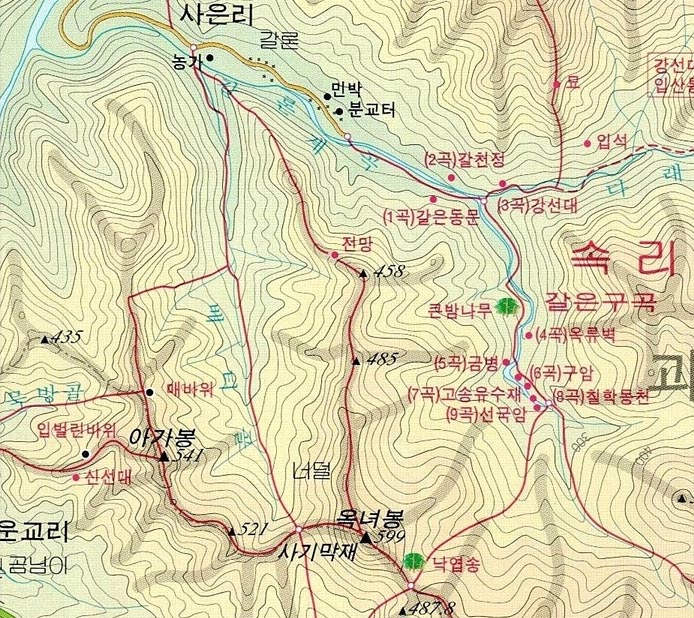 사은리
갈론
농가
민박
분교터
강선대
묘
입석
(2곡)갈천정
(1곡)갈은동문
(3곡)강선대
다 래
전망
458
속 리
갈은구곡
큰밤나무
(4곡)옥류벽
435
485
(5곡)금병
(6곡)구암
매바위
(7곡)고송유수재
(8곡)칠학동천
(9곡)선국암
괴
입벌린바위
아가봉
541
신선대
너덜
운교리
521
옥녀봉
599
사기막재
낙엽송
487.8